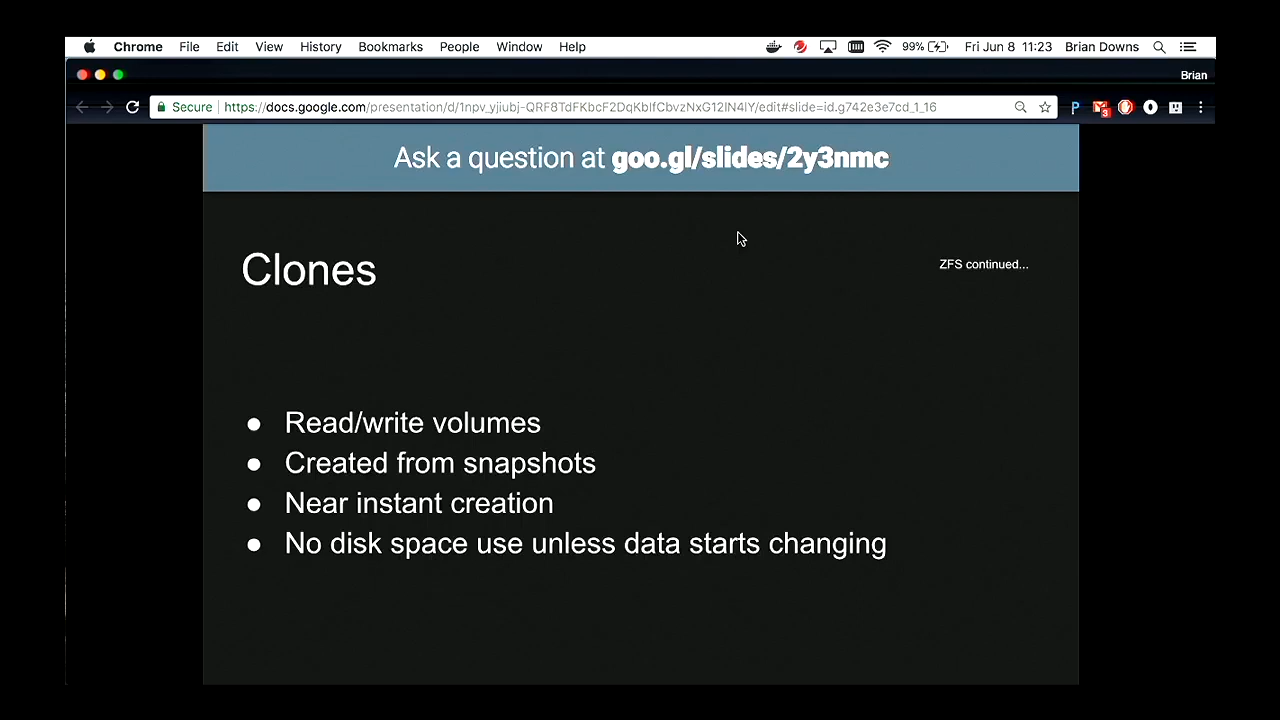 Chrome File Edit View History Bookmarks People Window Help 99% Fri Jun 8 11:23 Brian Downs
Brian
Secure https://docs.google.com/presentation/d/1npv_yjiubj-QRF8TdFKbcF2DqKbIfCbvzNxG12IN4IY/edit#slide=id.g742e3e7cd_1_16
Ask a question at goo.gl/slides/2y3nmc
Clones
ZFS continued...
● Read/write volumes
● Created from snapshots
● Near instant creation
● No disk space use unless data starts changing